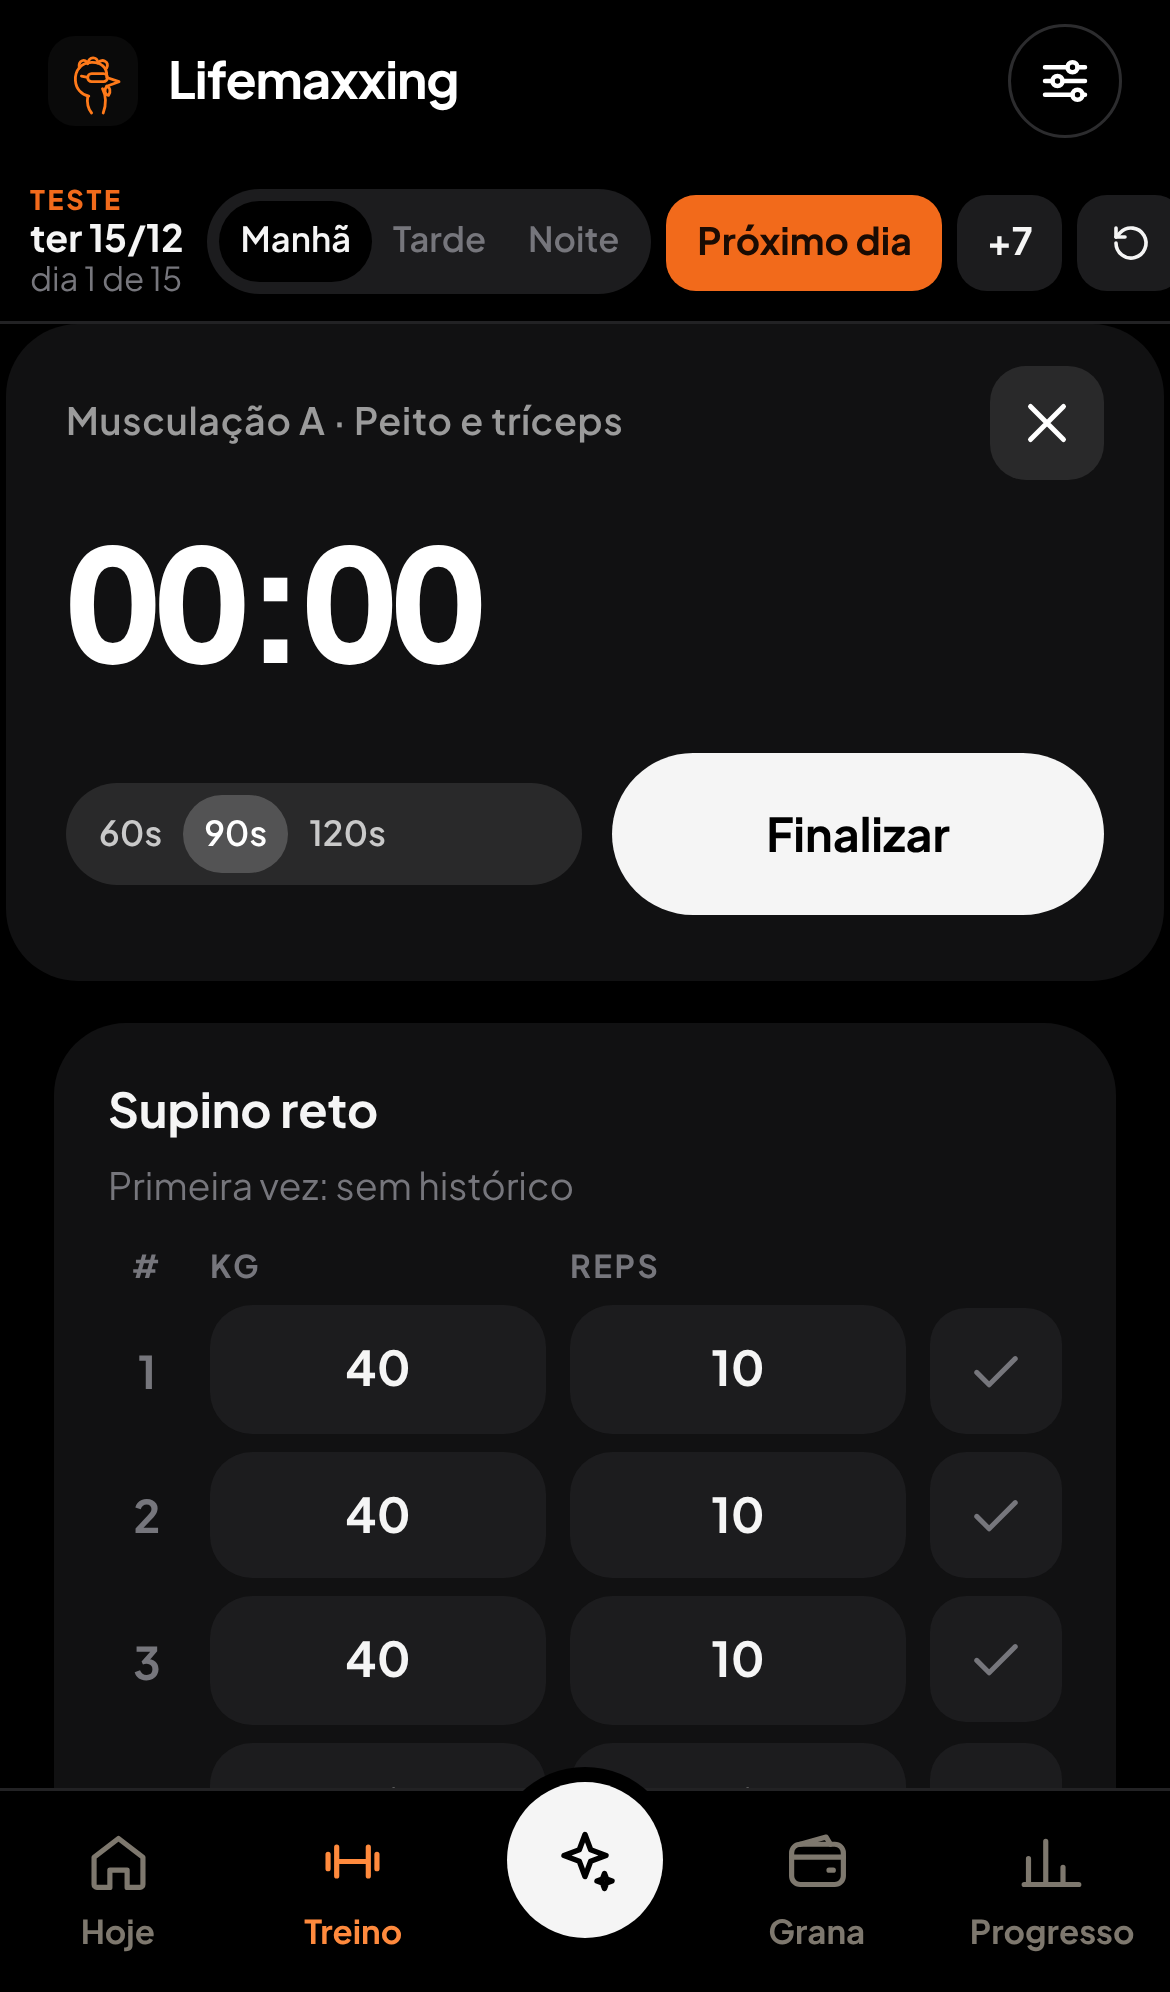 Lifemaxxing
TESTE
ter 15/12
dia 1 de 15
Manhã Tarde Noite
Próximo dia
+7
Musculação A · Peito e tríceps
00:00
60s 90s 120s
Finalizar
Supino reto
Primeira vez: sem histórico
# KG REPS
1 40 10
2 40 10
3 40 10
Hoje Treino Grana Progresso